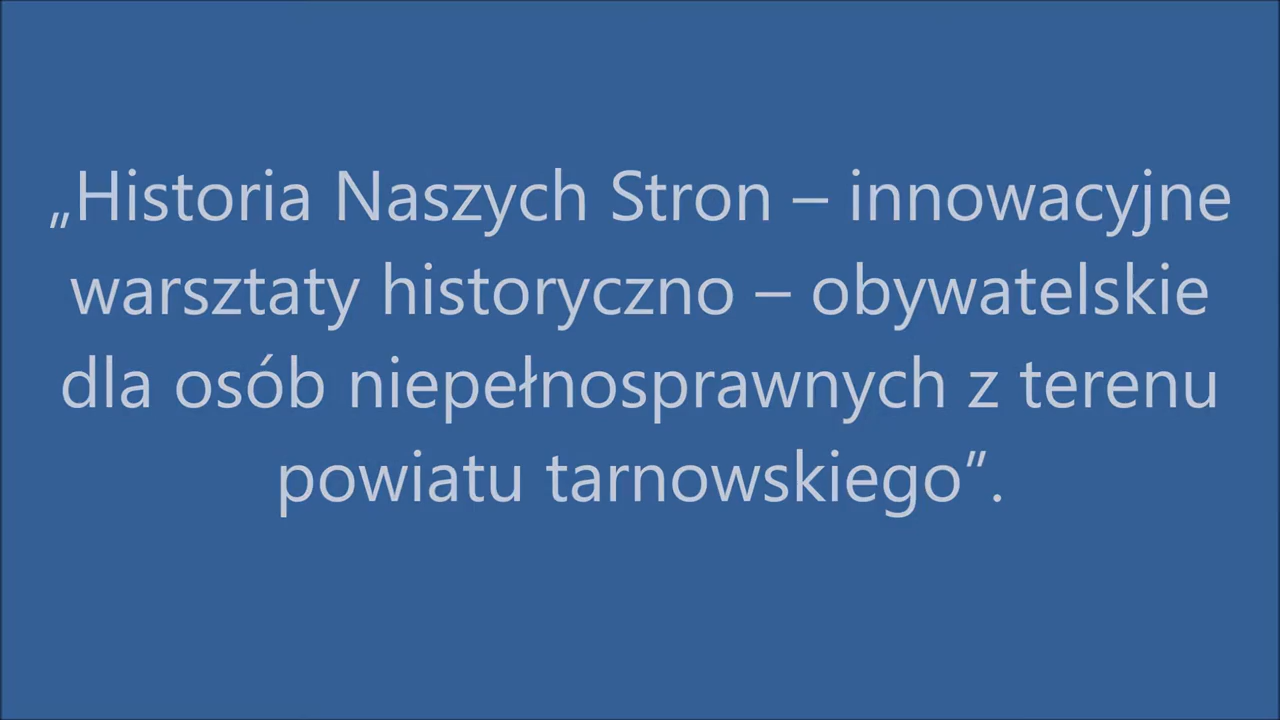 „Historia Naszych Stron – innowacyjne
warsztaty historyczno – obywatelskie
dla osób niepełnosprawnych z terenu
powiatu tarnowskiego”.